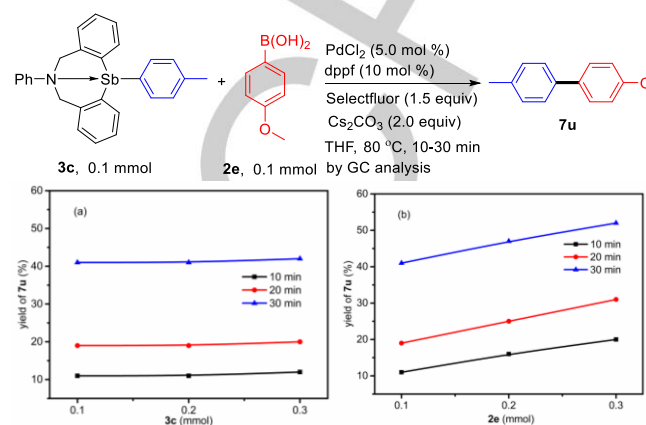 B(OH)₂
PdCl₂ (5.0 mol %)
dppf (10 mol %)
Selectfluor (1.5 equiv)
Cs₂CO₃ (2.0 equiv)
THF, 80 °C, 10-30 min
by GC analysis
Ph N Sb
+
O
7u
3c, 0.1 mmol
2e, 0.1 mmol
(a)
60
50
40
30
20
10
yield of 7u (%)
10 min
20 min
30 min
0.1 0.2 0.3
3c (mmol)
(b)
60
50
40
30
20
10
yield of 7u (%)
10 min
20 min
30 min
0.1 0.2 0.3
2e (mmol)